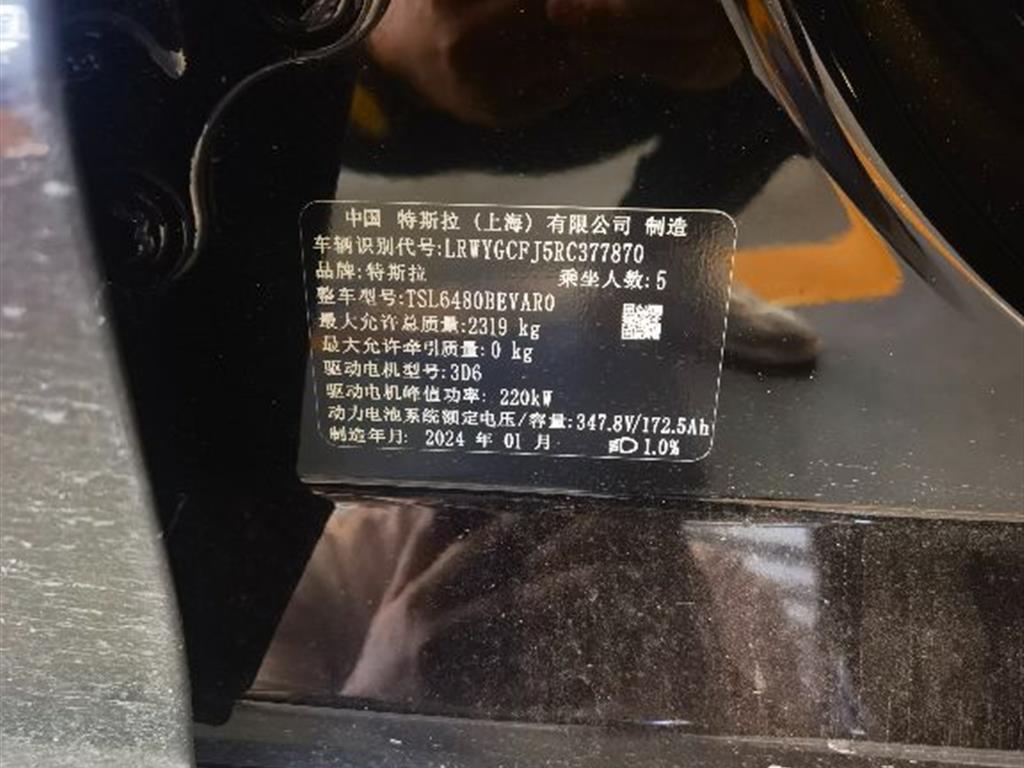 中国 特斯拉（上海）有限公司 制造
车辆识别代号:LRWYGCFJ5RC377870
品牌:特斯拉 乘坐人数:5
整车型号:TSL6480BEVAR0
最大允许总质量:2319 kg
最大允许牵引质量:0 kg
驱动电机型号:3D6
驱动电机峰值功率: 220kW
动力电池系统额定电压/容量:347.8V/172.5Ah
制造年月: 2024 年 01 月 1.0%